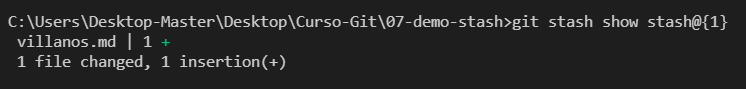 C:\Users\Desktop-Master\Desktop\Curso-Git\07-demo-stash>git stash show stash@{1}
villanos.md | 1 +
1 file changed, 1 insertion(+)